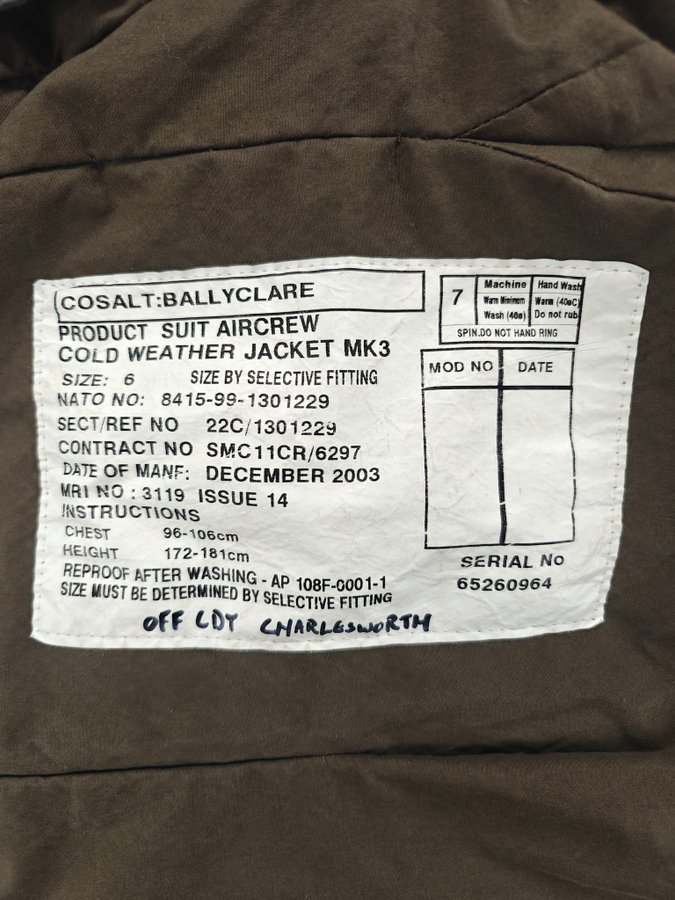 COSALT:BALLYCLARE
PRODUCT SUIT AIRCREW
COLD WEATHER JACKET MK3
SIZE: 6 SIZE BY SELECTIVE FITTING
NATO NO: 8415-99-1301229
SECT/REF NO 22C/1301229
CONTRACT NO SMC11CR/6297
DATE OF MANF: DECEMBER 2003
MR1 NO : 3119 ISSUE 14
INSTRUCTIONS
CHEST 96-106cm
HEIGHT 172-181cm
REPROOF AFTER WASHING - AP 108F-0001-1
SIZE MUST BE DETERMINED BY SELECTIVE FITTING
OFF CDT CHARLESWORTH
7
Machine Hand Wash
Warm Minimum Warm (40oC)
Wash (40o) Do not rub
SPIN.DO NOT HAND RING
MOD NO DATE
SERIAL No
65260964